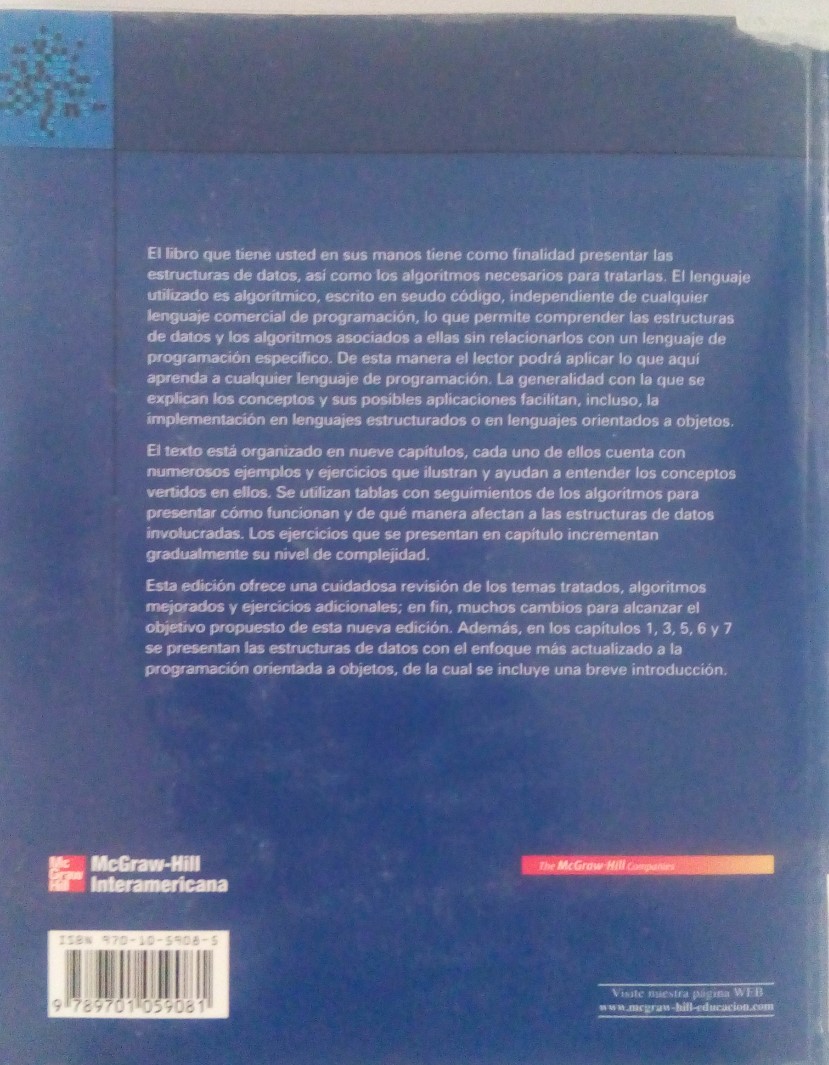 El libro que tiene usted en sus manos tiene como finalidad presentar las
estructuras de datos, así como los algoritmos necesarios para tratarlas. El lenguaje
utilizado es algorítmico, escrito en seudo código, independiente de cualquier
lenguaje comercial de programación, lo que permite comprender las estructuras
de datos y los algoritmos asociados a ellas sin relacionarlos con un lenguaje de
programación específico. De esta manera el lector podrá aplicar lo que aquí
aprenda a cualquier lenguaje de programación. La generalidad con la que se
explican los conceptos y sus posibles aplicaciones facilitan, incluso, la
implementación en lenguajes estructurados o en lenguajes orientados a objetos.
El texto está organizado en nueve capítulos, cada uno de ellos cuenta con
numerosos ejemplos y ejercicios que ilustran y ayudan a entender los conceptos
vertidos en ellos. Se utilizan tablas con seguimientos de los algoritmos para
presentar cómo funcionan y de qué manera afectan a las estructuras de datos
involucradas. Los ejercicios que se presentan en capítulo incrementan
gradualmente su nivel de complejidad.
Esta edición ofrece una cuidadosa revisión de los temas tratados, algoritmos
mejorados y ejercicios adicionales; en fin, muchos cambios para alcanzar el
objetivo propuesto de esta nueva edición. Además, en los capítulos 1, 3, 5, 6 y 7
se presentan las estructuras de datos con el enfoque más actualizado a la
programación orientada a objetos, de la cual se incluye una breve introducción.
Mc
Graw
Hill
McGraw-Hill
Interamericana
The McGraw-Hill Companies
ISBN 970-10-5908-5
9 789701 059081
Visite nuestra página WEB
www.mcgraw-hill-educacion.com